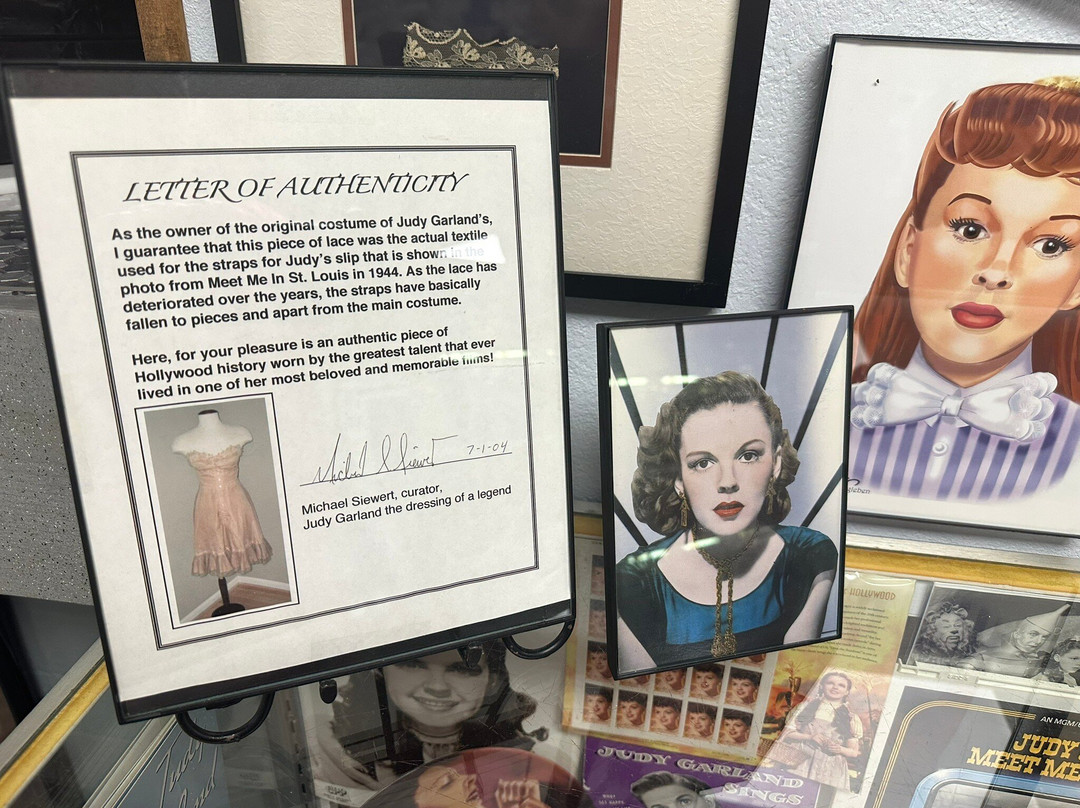 LETTER OF AUTHENTICITY
As the owner of the original costume of Judy Garland's,
I guarantee that this piece of lace was the actual textile
used for the straps for Judy's slip that is shown in the
photo from Meet Me In St. Louis in 1944. As the lace has
deteriorated over the years, the straps have basically
fallen to pieces and apart from the main costume.
Here, for your pleasure is an authentic piece of
Hollywood history worn by the greatest talent that ever
lived in one of her most beloved and memorable films!
Michael Siewert 7-1-04
Michael Siewert, curator,
Judy Garland the dressing of a legend
HOLLYWOOD
AN MGM/
JUDY
MEET ME
JUDY GARLAND
SINGS
Judy